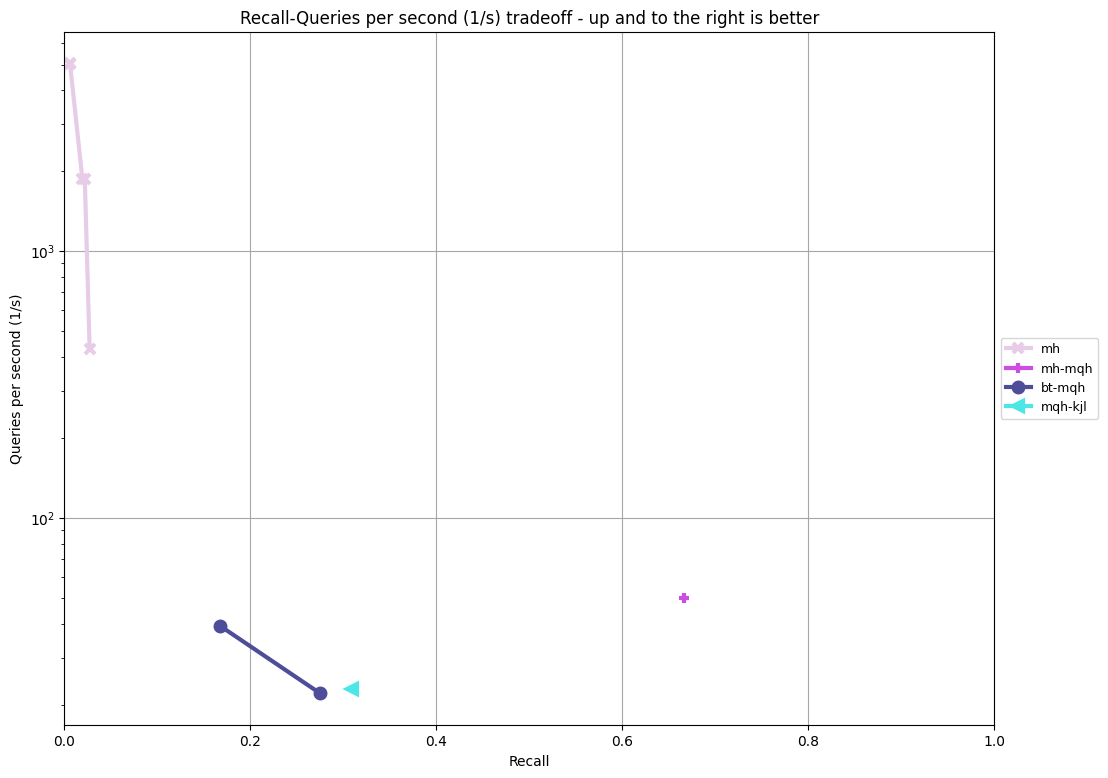 Recall-Queries per second (1/s) tradeoff - up and to the right is better
Queries per second (1/s)
10³
10²
0.0 0.2 0.4 0.6 0.8 1.0
Recall
mh
mh-mqh
bt-mqh
mqh-kjl